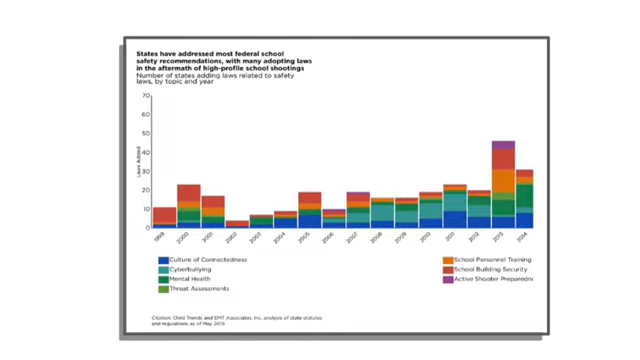 States have addressed most federal school
safety recommendations, with many adopting laws
in the aftermath of high-profile school shootings
Number of states adding laws related to safety
laws, by topic and year
70
60
50
40
30
20
10
0
Laws Added
1999
2000
2001
2002
2003
2004
2005
2006
2007
2008
2009
2010
2011
2012
2013
2014
Culture of Connectedness
Cyberbullying
Mental Health
Threat Assessments
School Personnel Training
School Building Security
Active Shooter Preparedn
Citation: Child Trends and EMT Associates, Inc. analysis of state statutes
and regulations as of May 2019